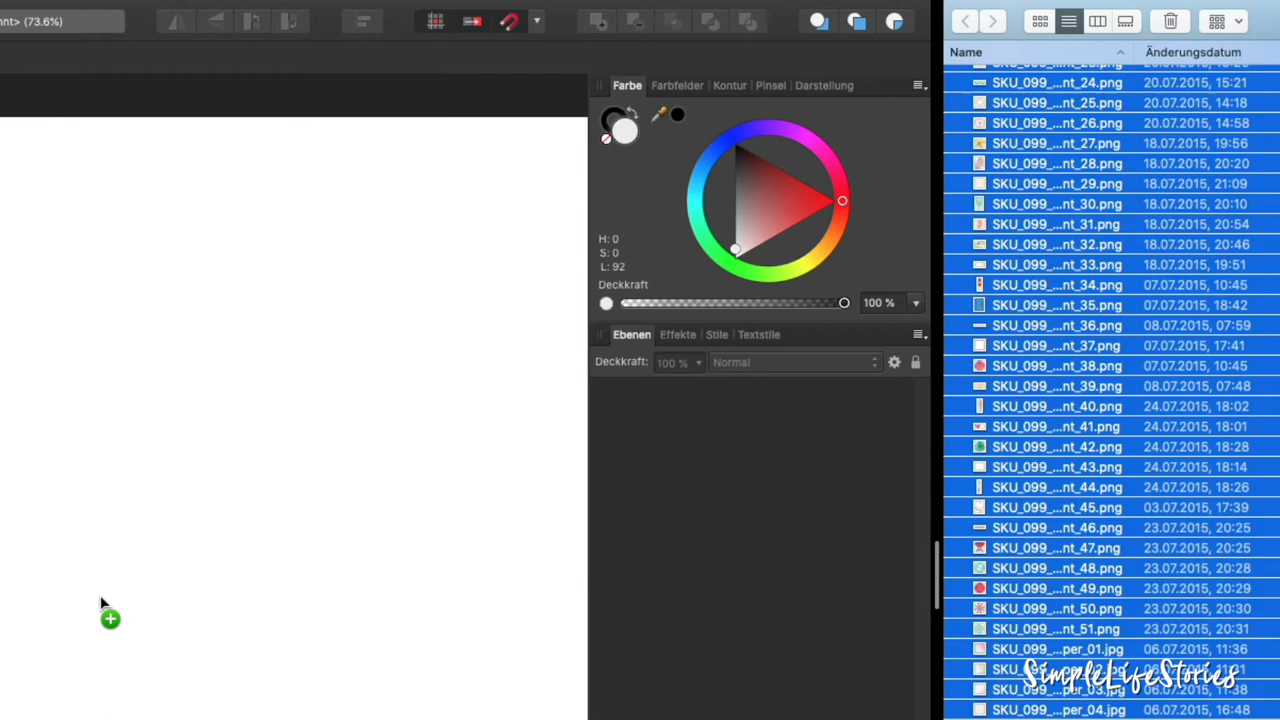 nt> (73.6%)
Farbe Farbfelder Kontur Pinsel Darstellung
H: 0
S: 0
L: 92
Deckkraft
100 %
Ebenen Effekte Stile Textstile
Deckkraft: 100 % Normal
Name Änderungsdatum
SKU_099_...nt_24.png 20.07.2015, 15:21
SKU_099_...nt_25.png 20.07.2015, 14:18
SKU_099_...nt_26.png 20.07.2015, 14:58
SKU_099_...nt_27.png 18.07.2015, 19:56
SKU_099_...nt_28.png 18.07.2015, 20:20
SKU_099_...nt_29.png 18.07.2015, 21:09
SKU_099_...nt_30.png 18.07.2015, 20:10
SKU_099_...nt_31.png 18.07.2015, 20:54
SKU_099_...nt_32.png 18.07.2015, 20:46
SKU_099_...nt_33.png 18.07.2015, 19:51
SKU_099_...nt_34.png 07.07.2015, 10:45
SKU_099_...nt_35.png 07.07.2015, 18:42
SKU_099_...nt_36.png 08.07.2015, 07:59
SKU_099_...nt_37.png 07.07.2015, 17:41
SKU_099_...nt_38.png 07.07.2015, 10:45
SKU_099_...nt_39.png 08.07.2015, 07:48
SKU_099_...nt_40.png 24.07.2015, 18:02
SKU_099_...nt_41.png 24.07.2015, 18:01
SKU_099_...nt_42.png 24.07.2015, 18:28
SKU_099_...nt_43.png 24.07.2015, 18:14
SKU_099_...nt_44.png 24.07.2015, 18:26
SKU_099_...nt_45.png 03.07.2015, 17:39
SKU_099_...nt_46.png 23.07.2015, 20:25
SKU_099_...nt_47.png 23.07.2015, 20:25
SKU_099_...nt_48.png 23.07.2015, 20:28
SKU_099_...nt_49.png 23.07.2015, 20:29
SKU_099_...nt_50.png 23.07.2015, 20:30
SKU_099_...nt_51.png 23.07.2015, 20:31
SKU_099_...per_01.jpg 06.07.2015, 11:36
SimpleLifeStories
SKU_099_...per_04.jpg 06.07.2015, 16:48